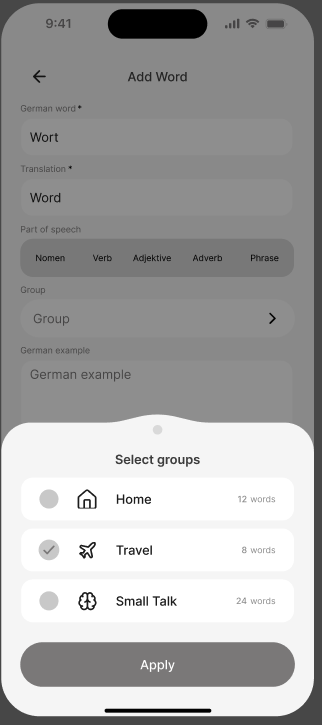 9:41
Add Word
German word *
Wort
Translation *
Word
Part of speech
Nomen Verb Adjektive Adverb Phrase
Group
Group
German example
German example
Select groups
Home 12 words
Travel 8 words
Small Talk 24 words
Apply